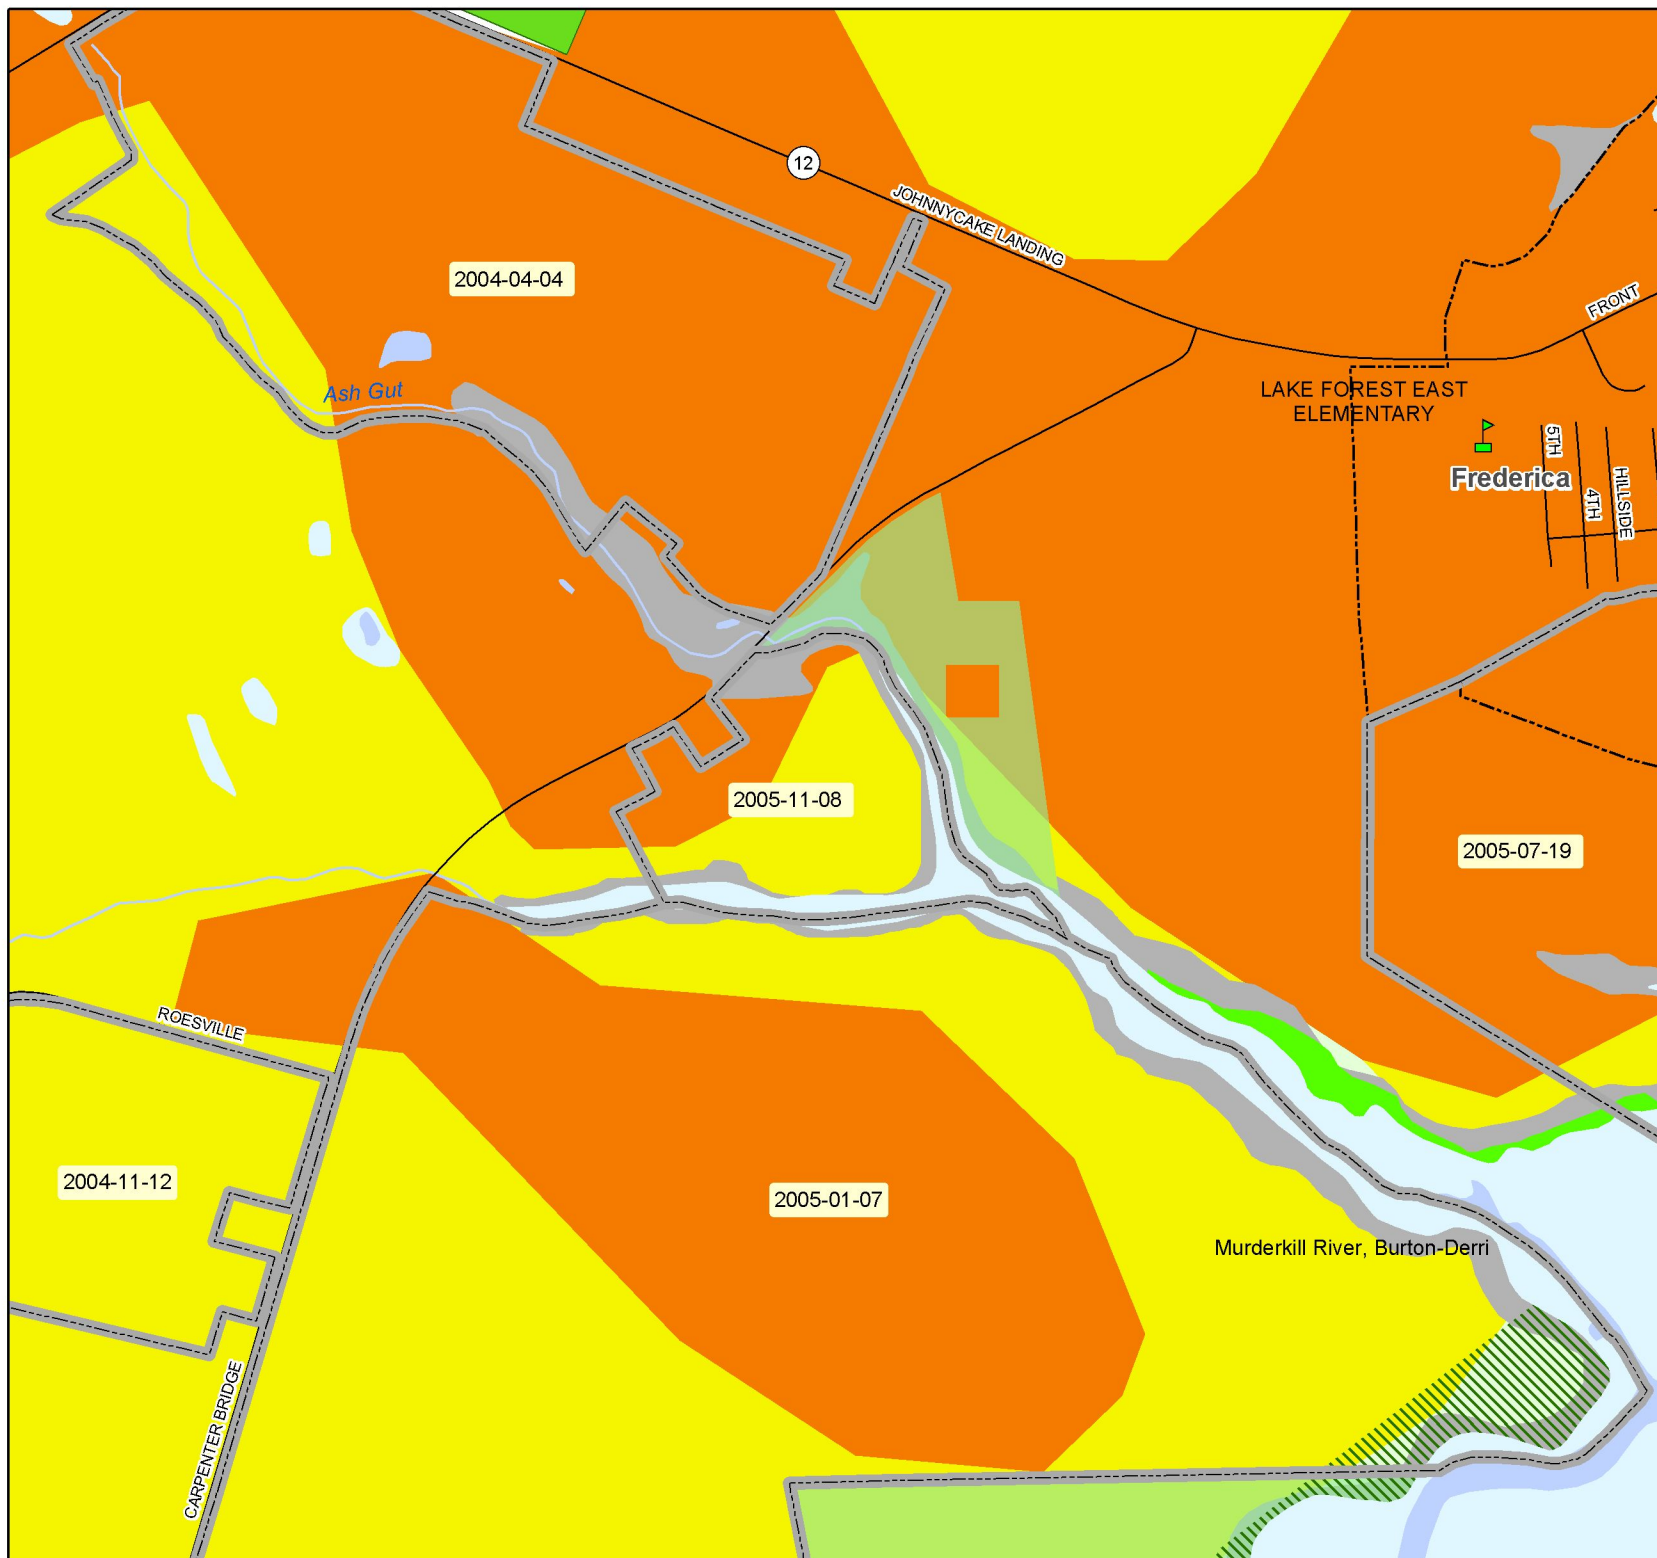 12
JOHNNYCAKE LANDING
2004-04-04
FRONT
Ash Gut
LAKE FOREST EAST
ELEMENTARY
5TH
Frederica
4TH
HILLSIDE
2005-11-08
2005-07-19
ROESVILLE
2004-11-12
2005-01-07
Murderkill River, Burton-Derri
CARPENTER BRIDGE